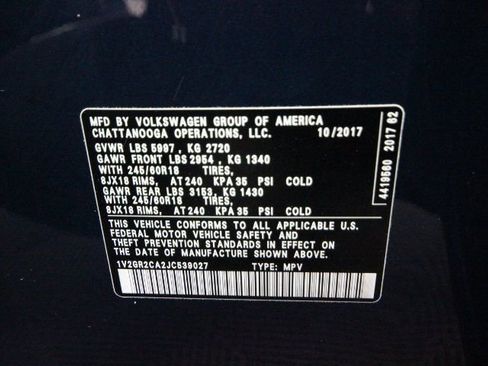 MFD BY VOLKSWAGEN GROUP OF AMERICA
CHATTANOOGA OPERATIONS, LLC. 10/2017
GVWR LBS 5997 , KG 2720
GAWR FRONT LBS 2954 , KG 1340
WITH 245/60R18 TIRES,
8JX18 RIMS, AT 240 KPA 35 PSI COLD
GAWR REAR LBS 3153, KG 1430
WITH 245/60R18 TIRES,
8JX18 RIMS, AT 240 KPA 35 PSI COLD
THIS VEHICLE CONFORMS TO ALL APPLICABLE U.S.
FEDERAL MOTOR VEHICLE SAFETY AND
THEFT PREVENTION STANDARDS IN EFFECT ON
THE DATE OF MANUFACTURE SHOWN ABOVE.
1V2GR2CA2JC539027 TYPE: MPV
4419560 2017 62